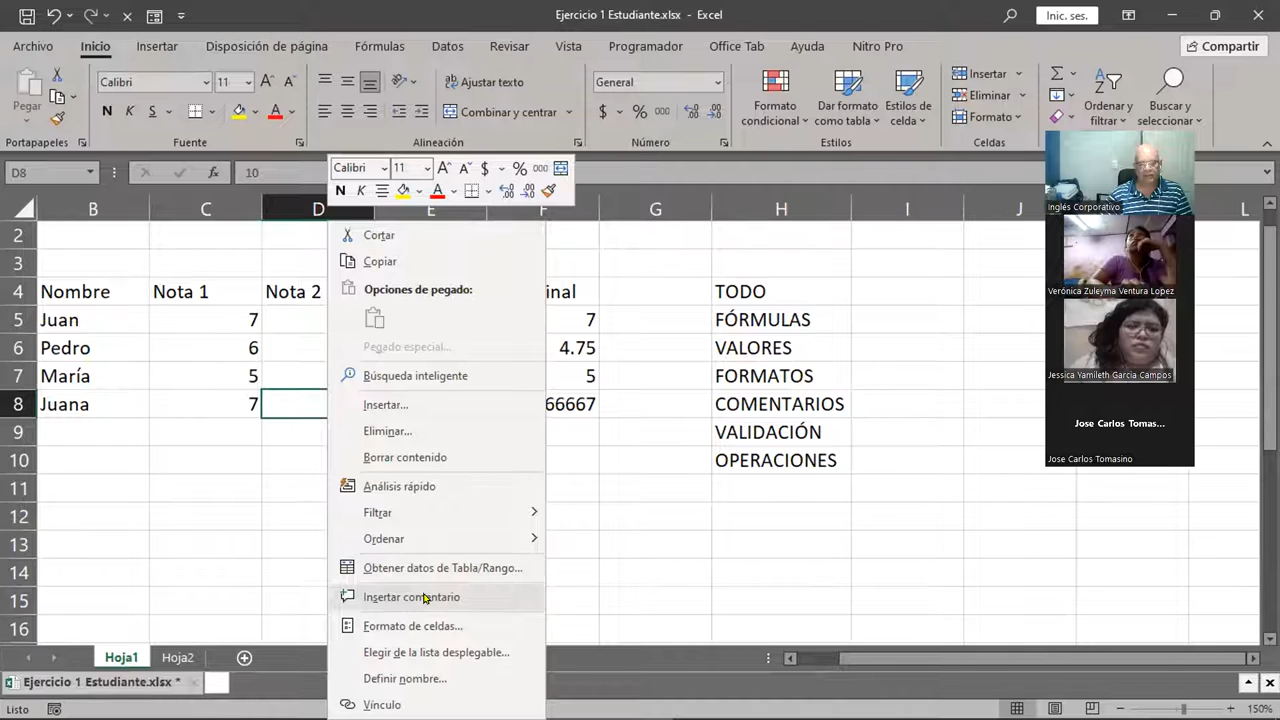 Ejercicio 1 Estudiante.xlsx - Excel
Inic. ses.
Archivo Inicio Insertar Disposición de página Fórmulas Datos Revisar Vista Programador Office Tab Ayuda Nitro Pro Compartir
Pegar
Calibri 11
N K S
Ajustar texto
Combinar y centrar
General
$ % 000
Formato condicional
Dar formato como tabla
Estilos de celda
Insertar
Eliminar
Formato
Ordenar y filtrar
Buscar y seleccionar
Portapapeles Fuente Alineación Número Estilos Celdas
D8 fx 10
Calibri 11 $ % 000
N K A
B C D E F G H I J L
2
3
4 Nombre Nota 1 Nota 2 inal TODO
5 Juan 7 7 FÓRMULAS
6 Pedro 6 4.75 VALORES
7 María 5 5 FORMATOS
8 Juana 7 66667 COMENTARIOS
9 VALIDACIÓN
10 OPERACIONES
11
12
13
14
15
16
Cortar
Copiar
Opciones de pegado:
Pegado especial...
Búsqueda inteligente
Insertar...
Eliminar...
Borrar contenido
Análisis rápido
Filtrar
Ordenar
Obtener datos de Tabla/Rango...
Insertar comentario
Formato de celdas...
Elegir de la lista desplegable...
Definir nombre...
Vínculo
Inglés Corporativo
Verónica Zuleyma Ventura Lopez
Jessica Yamileth Garcia Campos
Jose Carlos Tomas...
Jose Carlos Tomasino
Hoja1 Hoja2
Ejercicio 1 Estudiante.xlsx *
Listo
150%